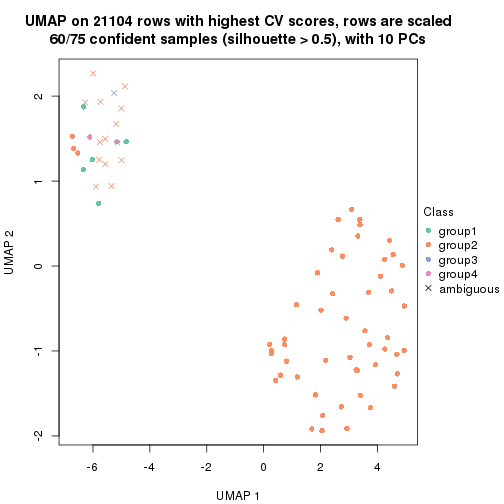 UMAP on 21104 rows with highest CV scores, rows are scaled
60/75 confident samples (silhouette > 0.5), with 10 PCs
2
1
0
-1
-2
UMAP 2
-6
-4
-2
0
2
4
UMAP 1
Class
group1
group2
group3
group4
ambiguous